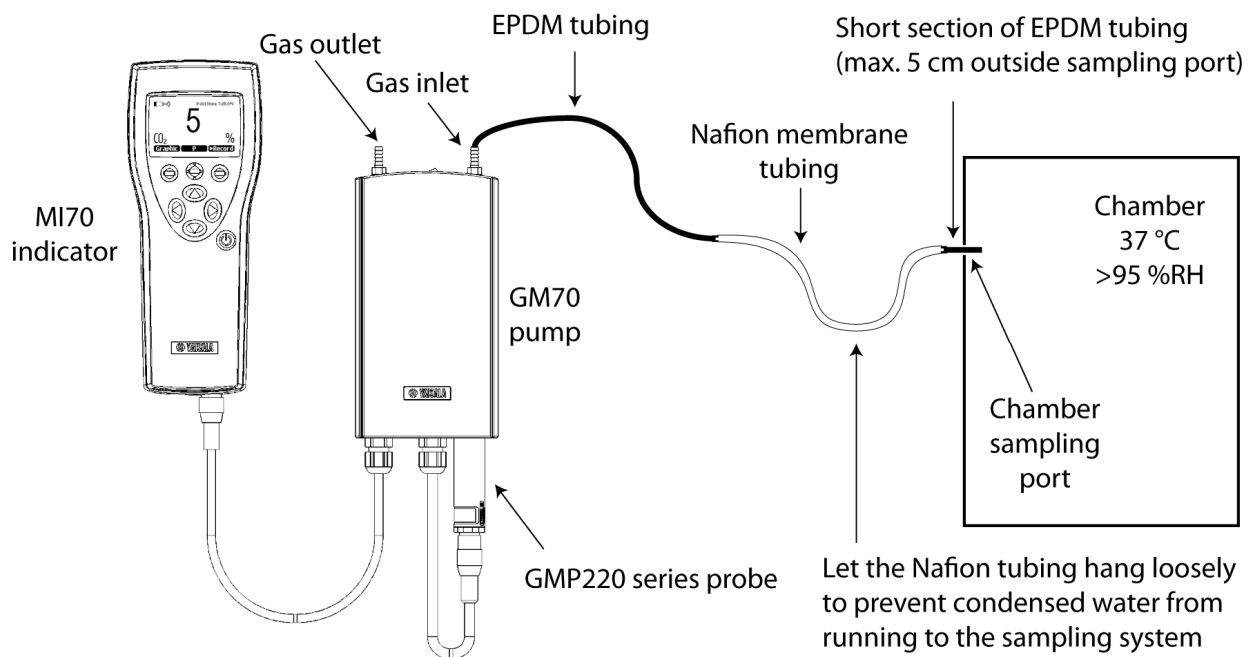 EPDM tubing
Short section of EPDM tubing
(max. 5 cm outside sampling port)
Gas outlet
Gas inlet
Nafion membrane
tubing
5
CO₂
%
Graphic
P
Record
MI70
indicator
GM70
pump
Chamber
37 °C
>95 %RH
VAISALA
VAISALA
Chamber
sampling
port
GMP220 series probe
Let the Nafion tubing hang loosely
to prevent condensed water from
running to the sampling system